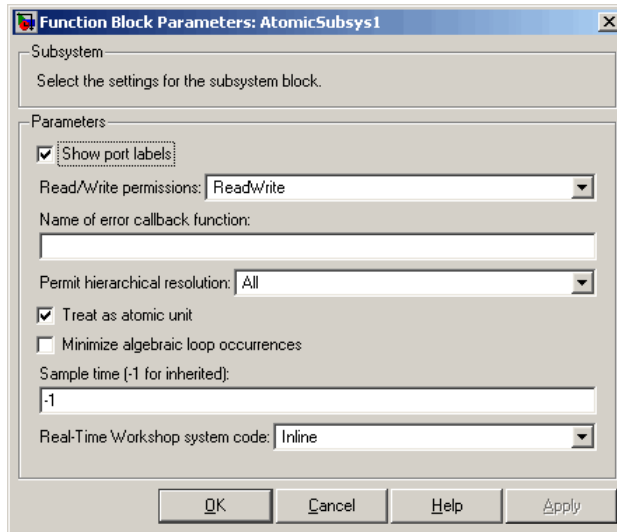 Function Block Parameters: AtomicSubsys1
Subsystem
Select the settings for the subsystem block.
Parameters
Show port labels
Read/Write permissions: ReadWrite
Name of error callback function:
Permit hierarchical resolution: All
Treat as atomic unit
Minimize algebraic loop occurrences
Sample time (-1 for inherited):
-1
Real-Time Workshop system code: Inline
OK Cancel Help Apply